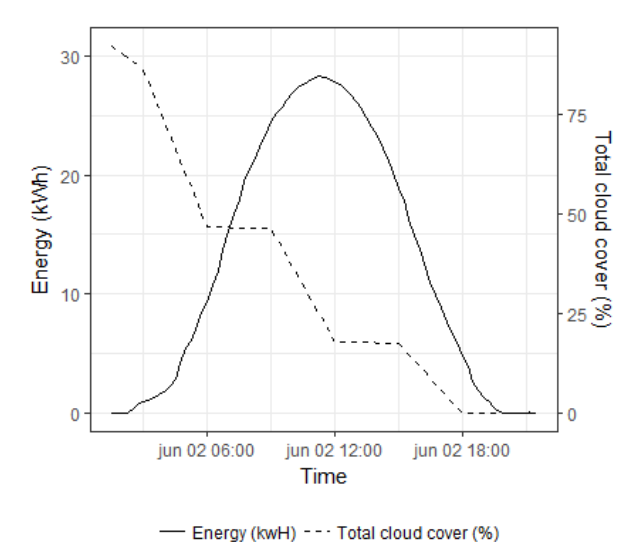 30
20
10
0
Energy (kWh)
75
50
25
0
Total cloud cover (%)
jun 02 06:00 jun 02 12:00 jun 02 18:00
Time
Energy (kwH) Total cloud cover (%)